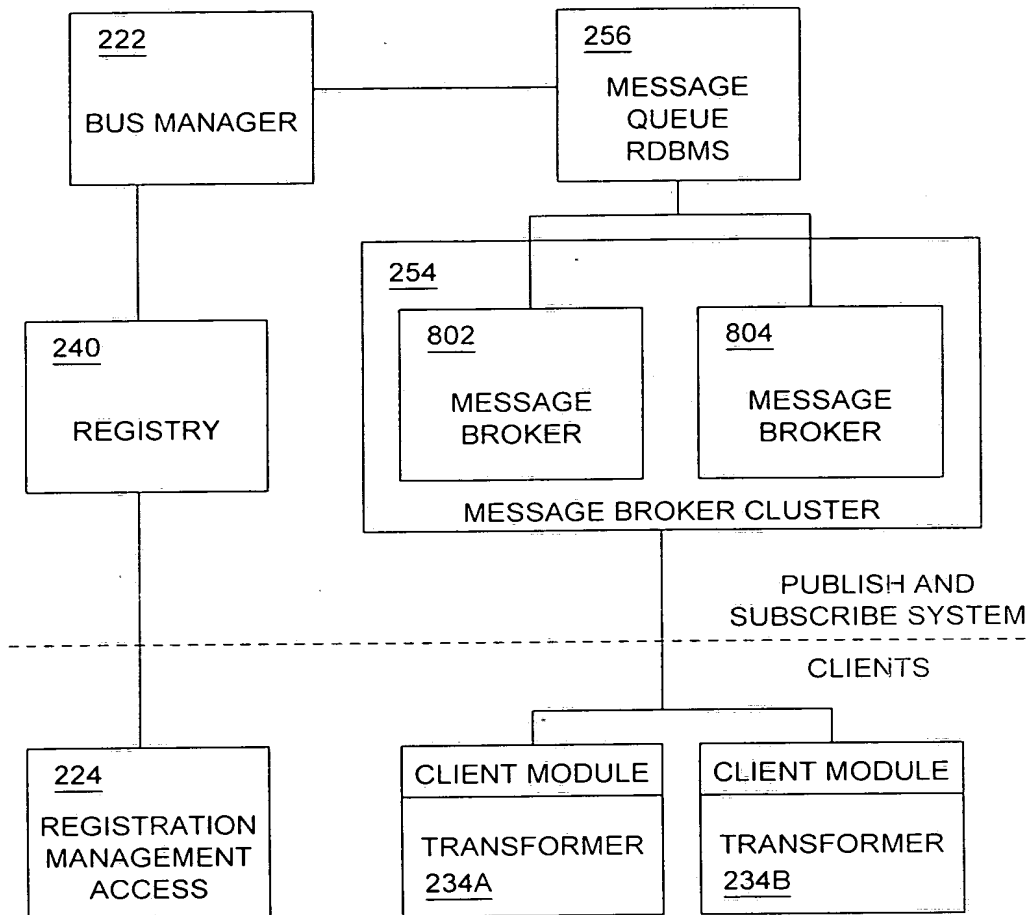 222
BUS MANAGER
256
MESSAGE
QUEUE
RDBMS
254
802
MESSAGE
BROKER
804
MESSAGE
BROKER
MESSAGE BROKER CLUSTER
240
REGISTRY
PUBLISH AND
SUBSCRIBE SYSTEM
CLIENTS
224
REGISTRATION
MANAGEMENT
ACCESS
CLIENT MODULE
TRANSFORMER
234A
CLIENT MODULE
TRANSFORMER
234B